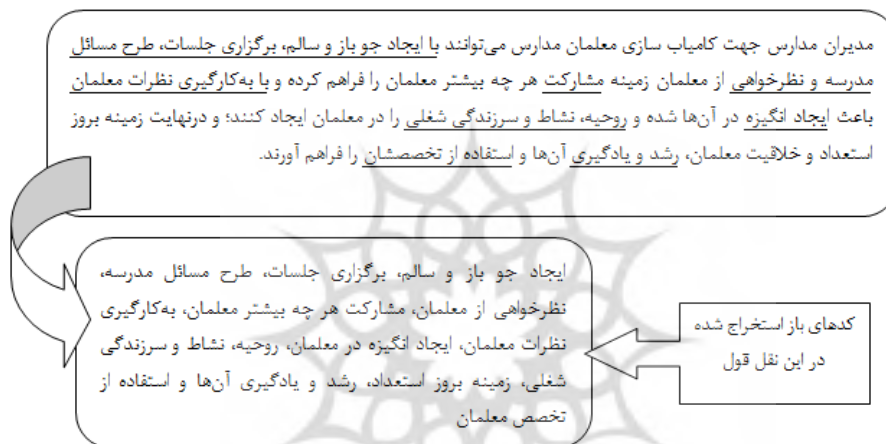 مدیران مدارس جهت کامیاب سازی معلمان مدارس می‌توانند با ایجاد جو باز و سالم، برگزاری جلسات، طرح مسائل
مدرسه و نظرخواهی از معلمان زمینه مشارکت هر چه بیشتر معلمان را فراهم کرده و با به‌کارگیری نظرات معلمان
باعث ایجاد انگیزه در آن‌ها شده و روحیه، نشاط و سرزندگی شغلی را در معلمان ایجاد کنند؛ و درنهایت زمینه بروز
استعداد و خلاقیت معلمان، رشد و یادگیری آن‌ها و استفاده از تخصصشان را فراهم آورند.
ایجاد جو باز و سالم، برگزاری جلسات، طرح مسائل مدرسه،
نظرخواهی از معلمان، مشارکت هر چه بیشتر معلمان، به‌کارگیری
نظرات معلمان، ایجاد انگیزه در معلمان، روحیه، نشاط و سرزندگی
شغلی، زمینه بروز استعداد، رشد و یادگیری آن‌ها و استفاده از
تخصص معلمان
کدهای باز استخراج شده
در این نقل قول